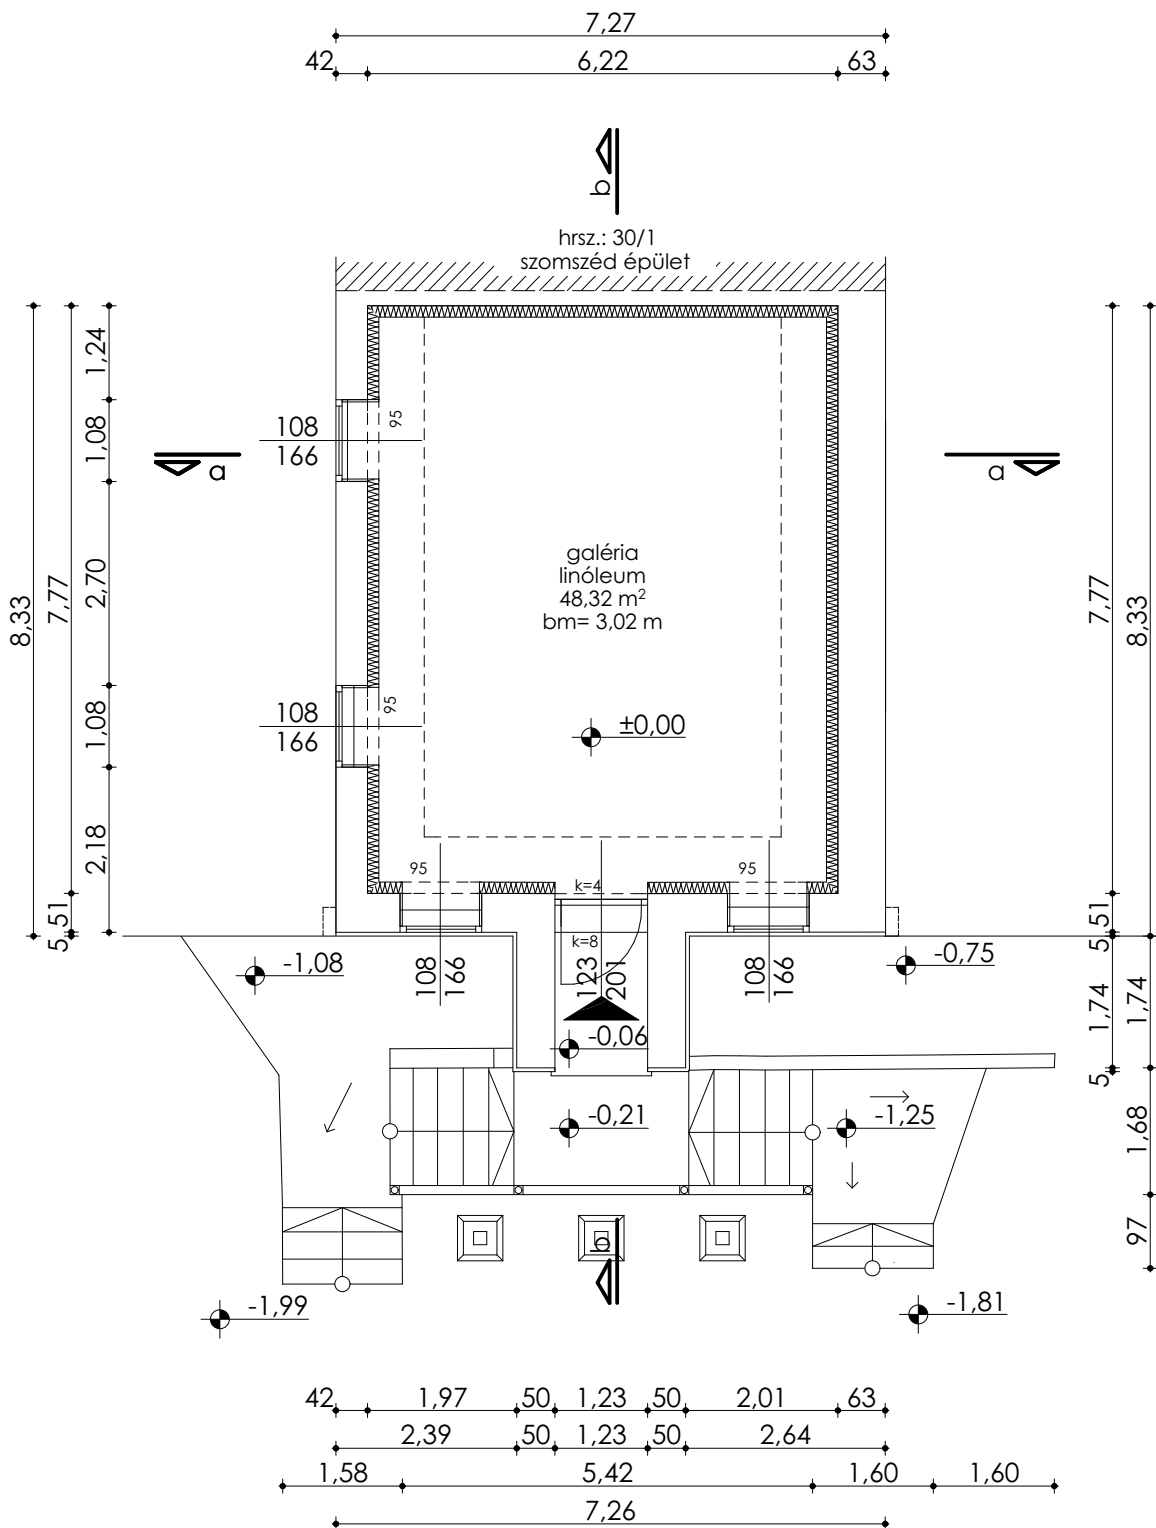 7,27
42 6,22 63
b
hrsz.: 30/1
szomszéd épület
8,33
7,77
1,24
1,08
2,70
1,08
2,18
51
5
108
166
95
a
a
galéria
linóleum
48,32 m²
bm= 3,02 m
108
166
95
±0,00
7,77
8,33
95
k=4
95
51
5
k=8
-1,08
108
166
123
201
108
166
-0,75
1,74
1,74
-0,06
5
-0,21
-1,25
1,68
b
97
-1,99
-1,81
42 1,97 50 1,23 50 2,01 63
2,39 50 1,23 50 2,64
1,58 5,42 1,60 1,60
7,26